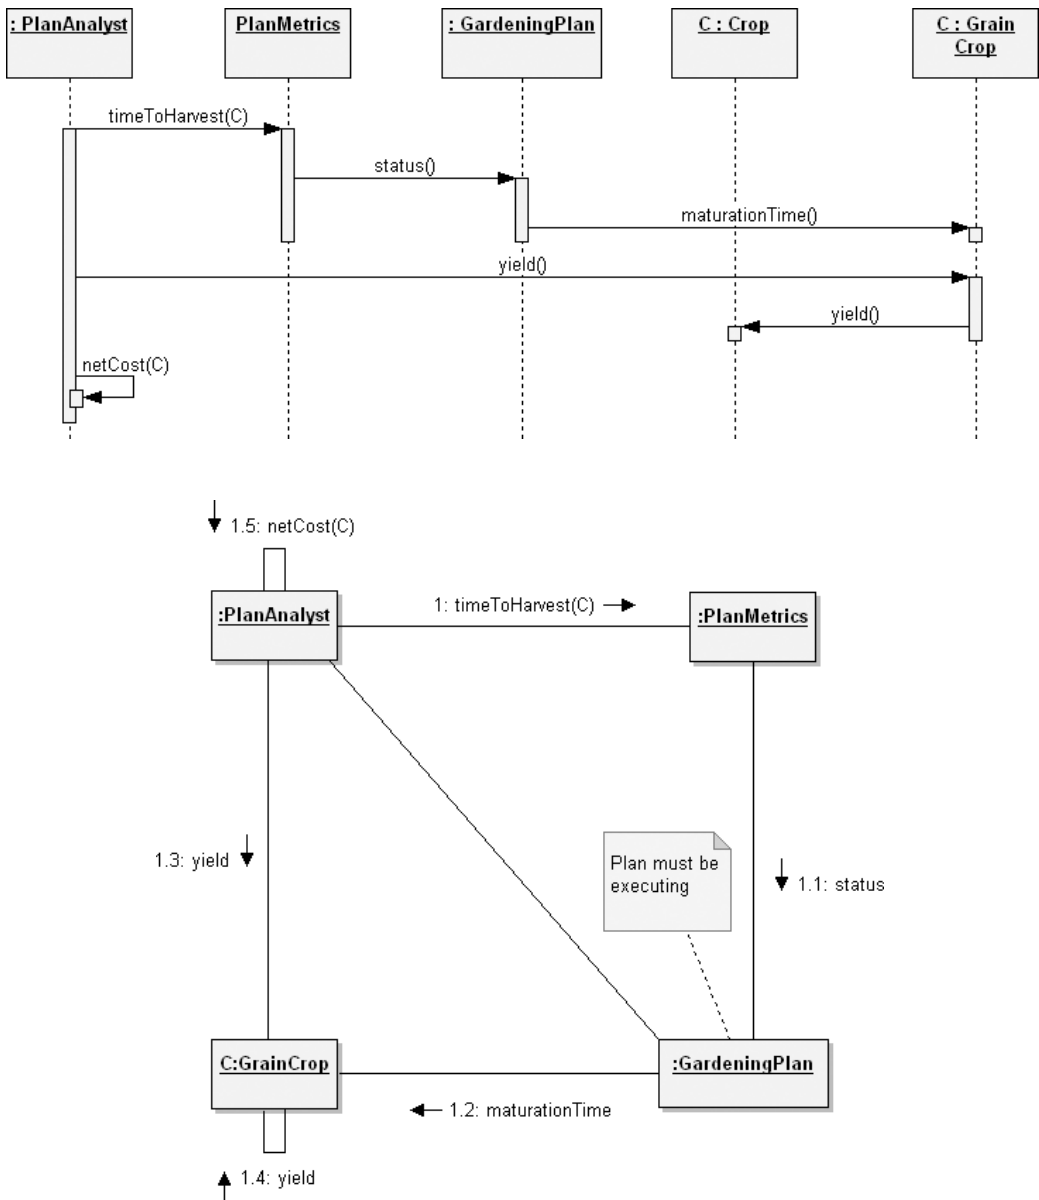 : PlanAnalyst
PlanMetrics
: GardeningPlan
C : Crop
C : Grain
Crop
timeToHarvest(C)
status()
maturationTime()
yield()
yield()
netCost(C)
1.5: netCost(C)
:PlanAnalyst
1: timeToHarvest(C)
:PlanMetrics
1.3: yield
Plan must be
executing
1.1: status
C:GrainCrop
:GardeningPlan
1.2: maturationTime
1.4: yield